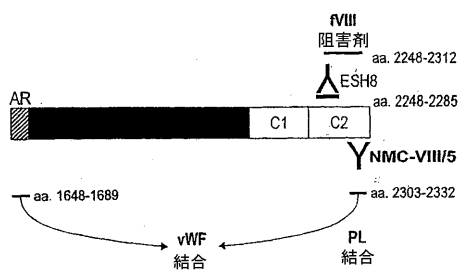 fVIII
阻害剤
aa. 2248-2312
ESH8
AR
aa. 2248-2285
C1
C2
NMC-VIII/5
aa. 1648-1689
aa. 2303-2332
vWF
結合
PL
結合